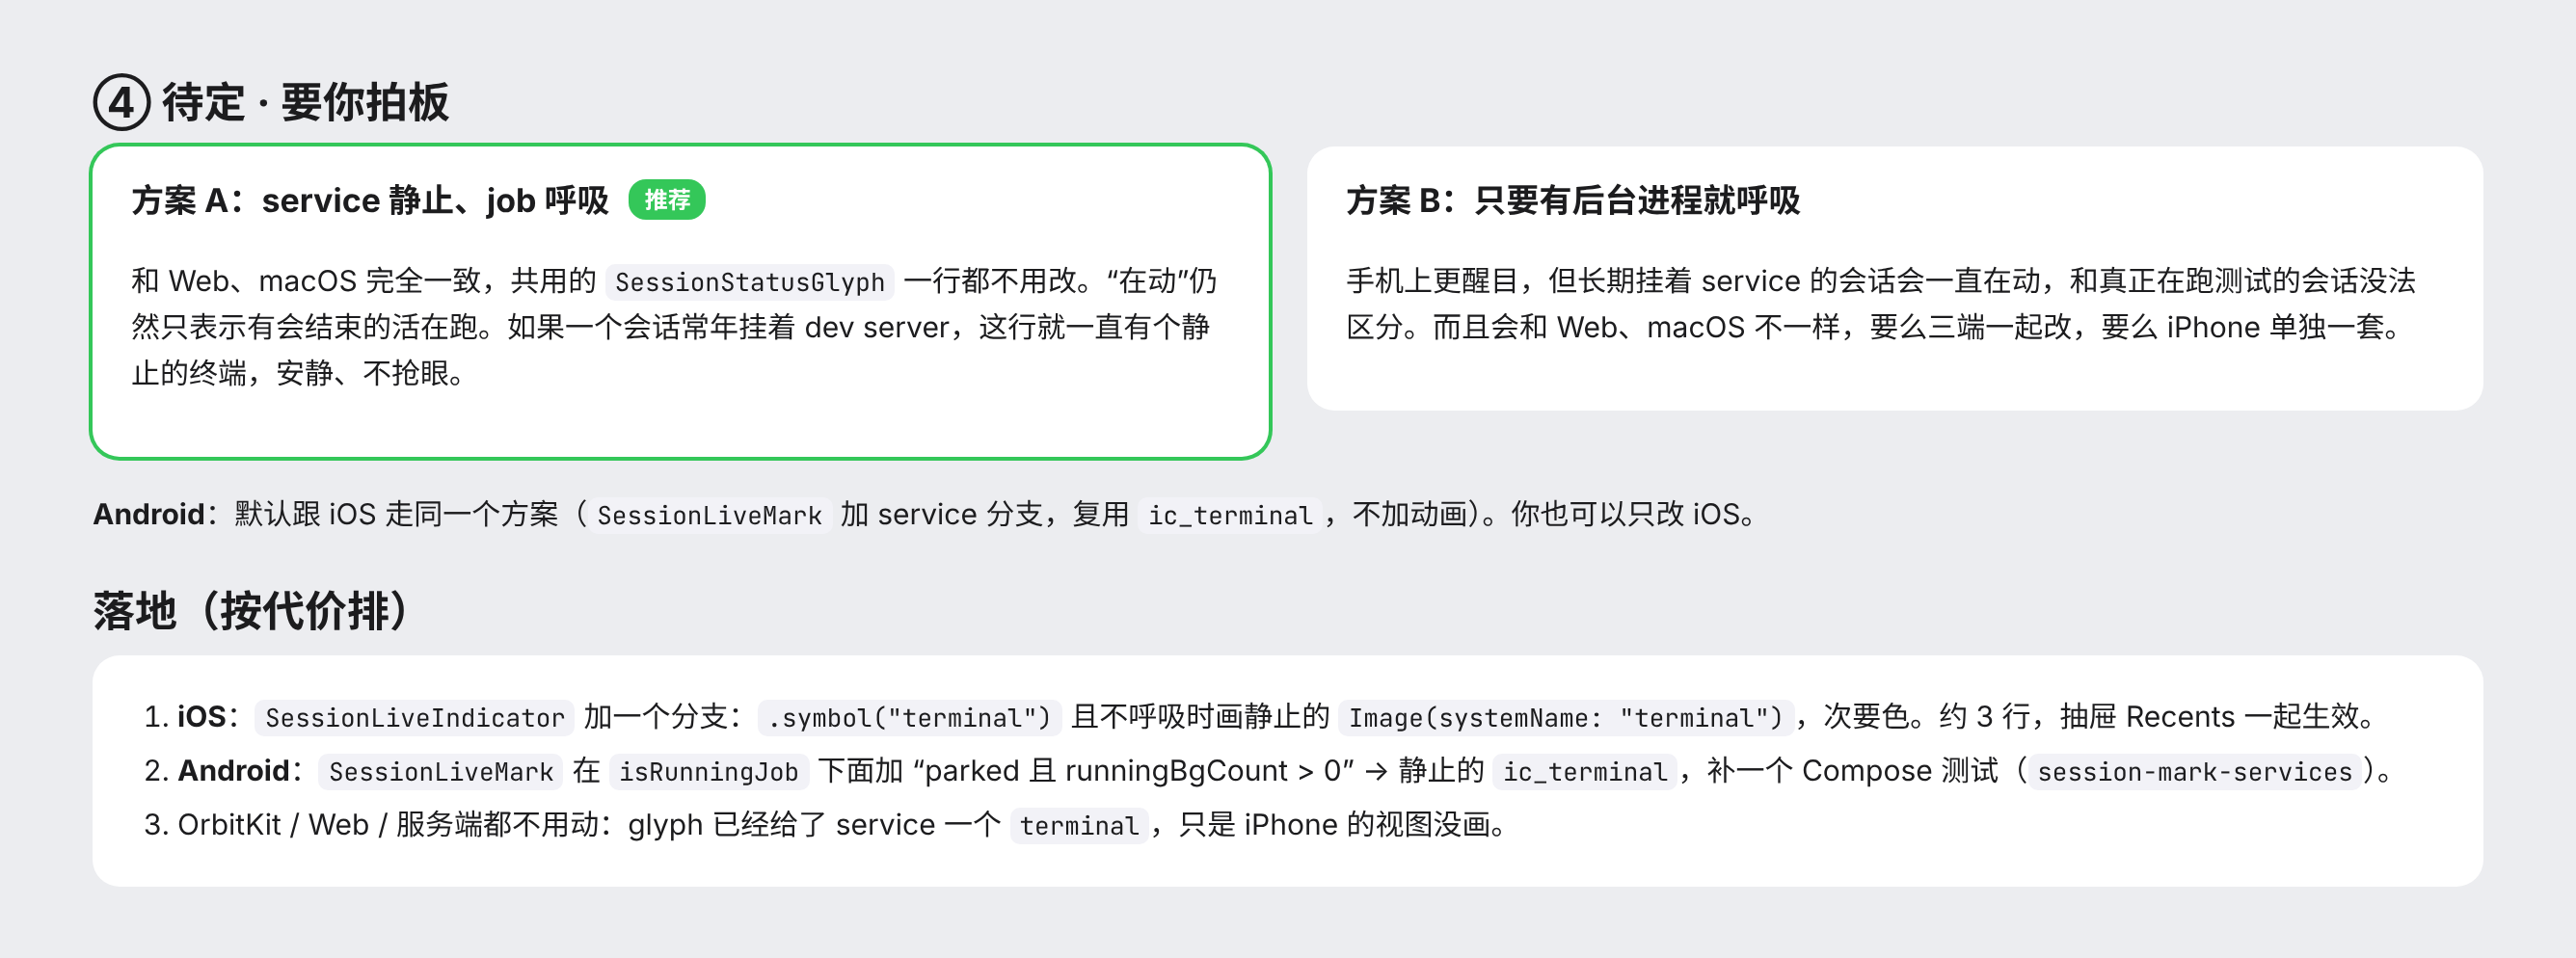 ④ 待定 · 要你拍板
方案 A：service 静止、job 呼吸 推荐
和 Web、macOS 完全一致，共用的 SessionStatusGlyph 一行都不用改。“在动”仍
然只表示有会结束的活在跑。如果一个会话常年挂着 dev server，这行就一直有个静
止的终端，安静、不抢眼。
方案 B：只要有后台进程就呼吸
手机上更醒目，但长期挂着 service 的会话会一直在动，和真正在跑测试的会话没法
区分。而且会和 Web、macOS 不一样，要么三端一起改，要么 iPhone 单独一套。
Android：默认跟 iOS 走同一个方案（SessionLiveMark 加 service 分支，复用 ic_terminal，不加动画）。你也可以只改 iOS。
落地（按代价排）
1. iOS：SessionLiveIndicator 加一个分支：.symbol("terminal") 且不呼吸时画静止的 Image(systemName: "terminal")，次要色。约 3 行，抽屉 Recents 一起生效。
2. Android：SessionLiveMark 在 isRunningJob 下面加 “parked 且 runningBgCount > 0” → 静止的 ic_terminal，补一个 Compose 测试（session-mark-services）。
3. OrbitKit / Web / 服务端都不用动：glyph 已经给了 service 一个 terminal，只是 iPhone 的视图没画。